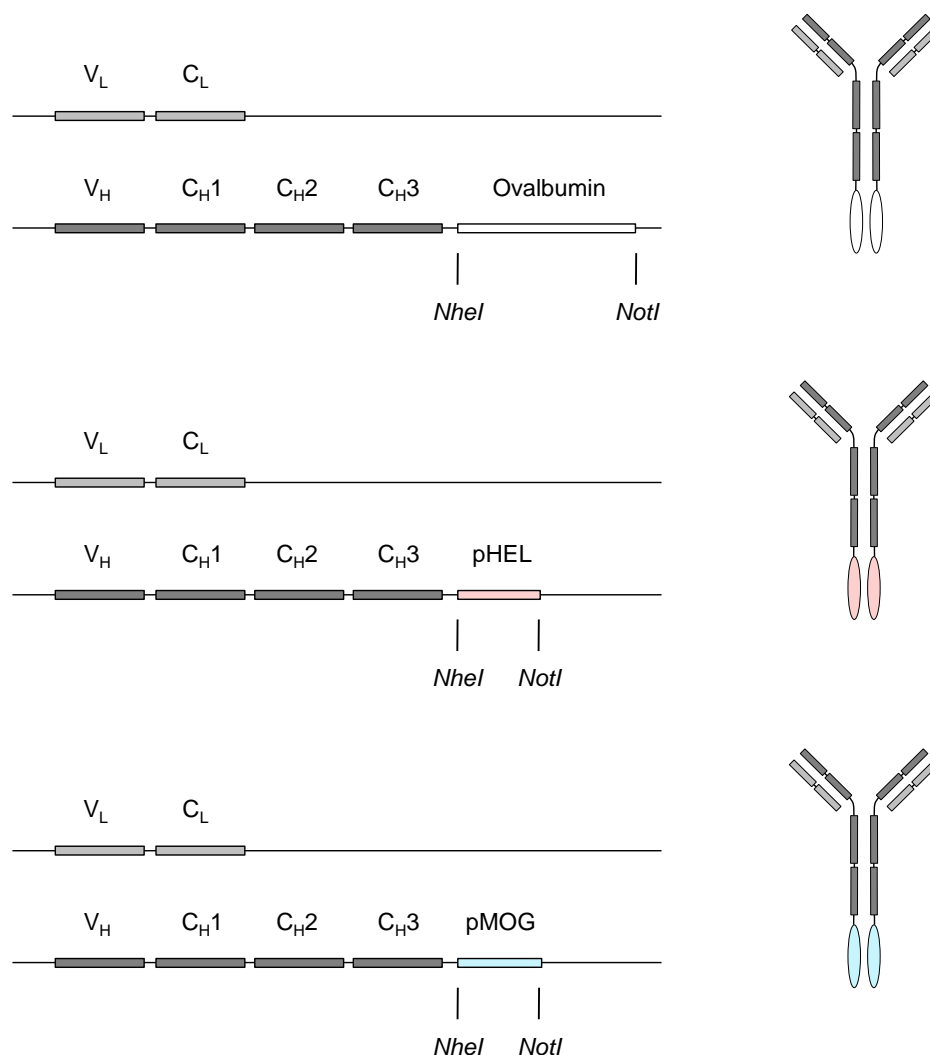 V_L C_L
V_H C_H1 C_H2 C_H3 Ovalbumin
NheI NotI
V_L C_L
V_H C_H1 C_H2 C_H3 pHEL
NheI NotI
V_L C_L
V_H C_H1 C_H2 C_H3 pMOG
NheI NotI